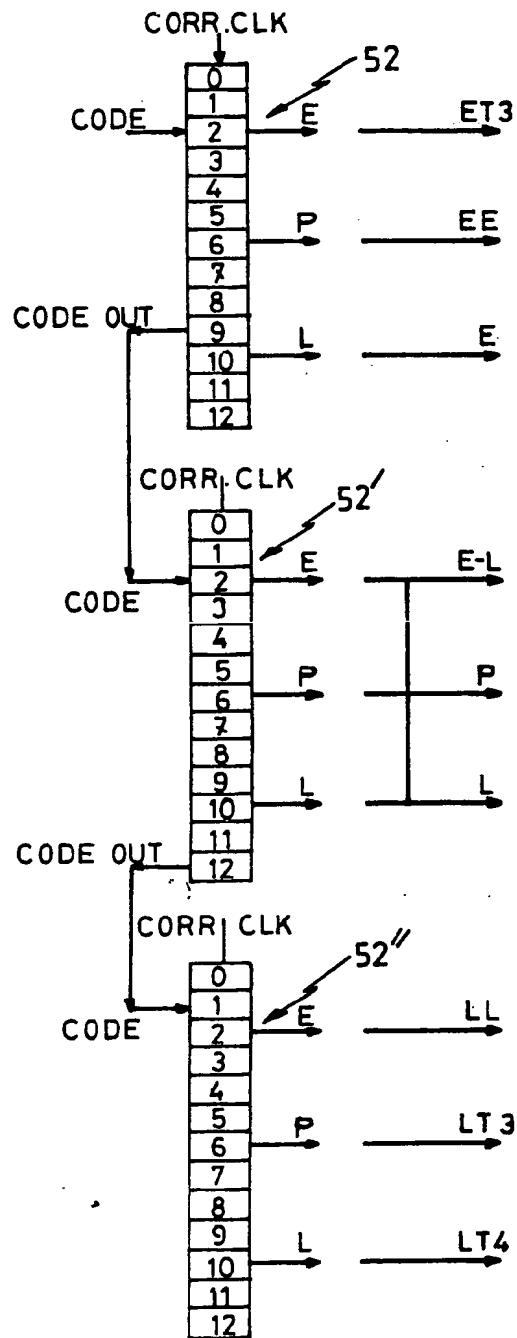 CORR.CLK
0
52
1
CODE 2 E ET3
3
4
5
6 P EE
7
8
CODE OUT 9
10 L E
11
12
CORR.CLK
0
52′
1
CODE 2 E E-L
3
4
5
6 P P
7
8
9
10 L L
11
CODE OUT 12
CORR CLK
0
52″
CODE 1
2 E LL
3
4
5
6 P LT3
7
8
9
10 L LT4
11
12